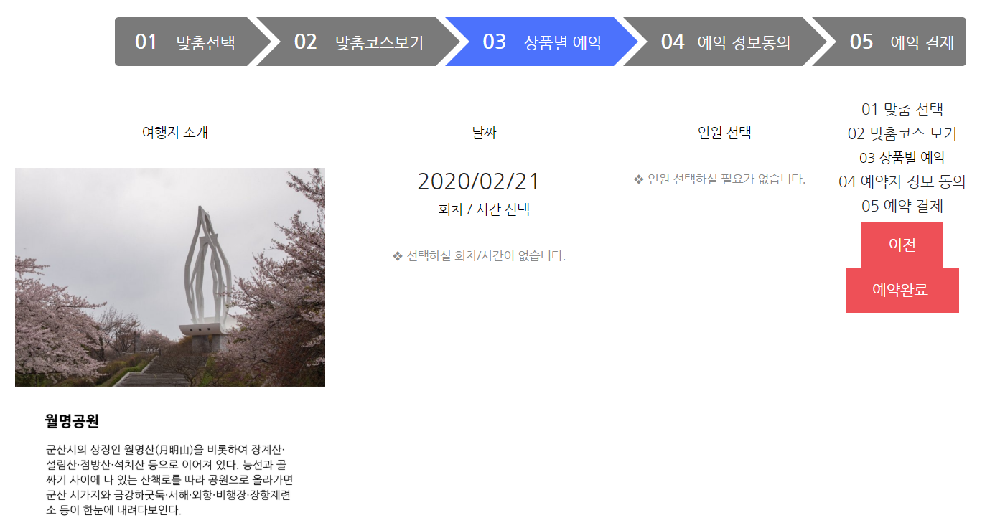 01 맞춤선택
02 맞춤코스보기
03 상품별 예약
04 예약 정보동의
05 예약 결제
여행지 소개
월명공원
군산시의 상징인 월명산(月明山)을 비롯하여 장계산·
설림산·점방산·석치산 등으로 이어져 있다. 능선과 골
짜기 사이에 나 있는 산책로를 따라 공원으로 올라가면
군산 시가지와 금강하굿둑·서해·외항·비행장·장항제련
소 등이 한눈에 내려다보인다.
날짜
2020/02/21
회차 / 시간 선택
❖ 선택하실 회차/시간이 없습니다.
인원 선택
❖ 인원 선택하실 필요가 없습니다.
01 맞춤 선택
02 맞춤코스 보기
03 상품별 예약
04 예약자 정보 동의
05 예약 결제
이전
예약완료